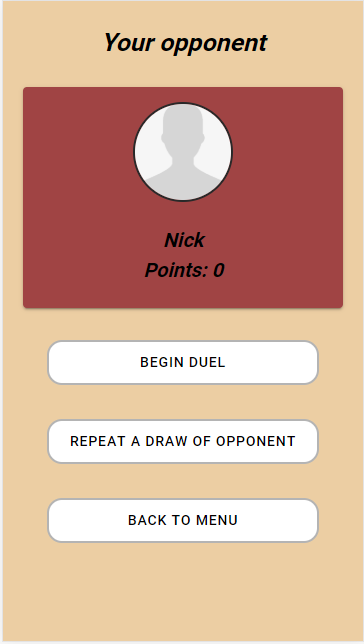 Your opponent
Nick
Points: 0
BEGIN DUEL
REPEAT A DRAW OF OPPONENT
BACK TO MENU